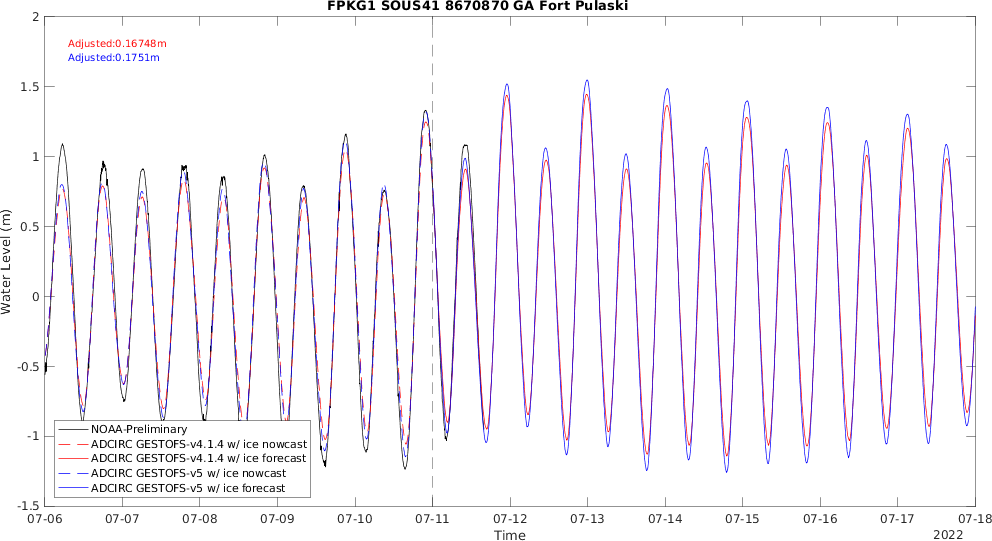 FPKG1 SOUS41 8670870 GA Fort Pulaski
2
Adjusted:0.16748m
Adjusted:0.1751m
1.5
1
0.5
0
-0.5
-1
-1.5
Water Level (m)
NOAA-Preliminary
ADCIRC GESTOFS-v4.1.4 w/ ice nowcast
ADCIRC GESTOFS-v4.1.4 w/ ice forecast
ADCIRC GESTOFS-v5 w/ ice nowcast
ADCIRC GESTOFS-v5 w/ ice forecast
07-06 07-07 07-08 07-09 07-10 07-11 07-12 07-13 07-14 07-15 07-16 07-17 07-18
Time
2022